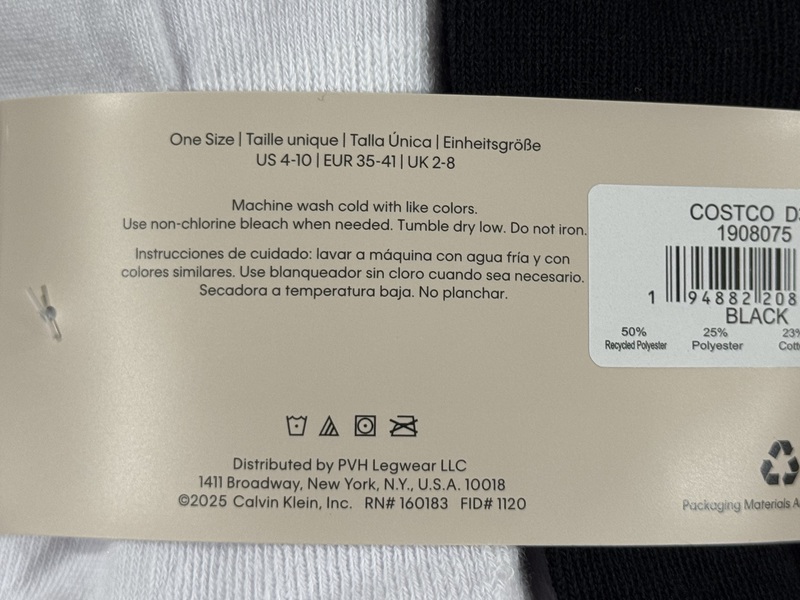 One Size | Taille unique | Talla Única | Einheitsgröße
US 4-10 | EUR 35-41 | UK 2-8
Machine wash cold with like colors.
Use non-chlorine bleach when needed. Tumble dry low. Do not iron.
Instrucciones de cuidado: lavar a máquina con agua fría y con
colores similares. Use blanqueador sin cloro cuando sea necesario.
Secadora a temperatura baja. No planchar.
COSTCO
1908075
1 94882 208
BLACK
50% 25% 23%
Recycled Polyester Polyester
Distributed by PVH Legwear LLC
1411 Broadway, New York, N.Y., U.S.A. 10018
©2025 Calvin Klein, Inc. RN# 160183 FID# 1120
Packaging Materials